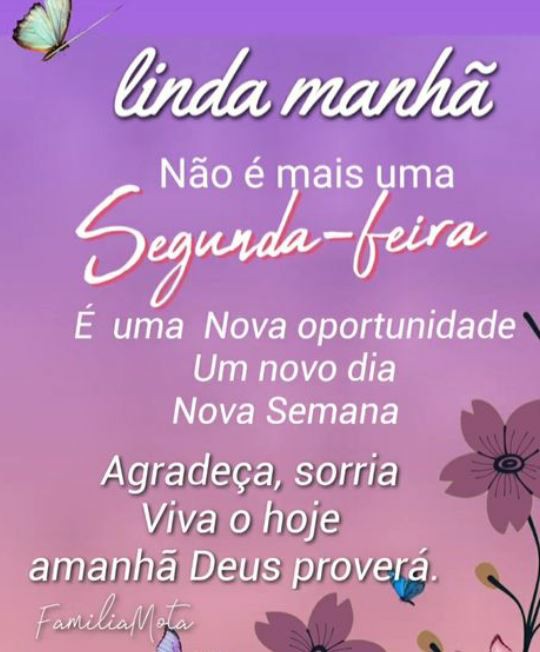 linda manhã
Não é mais uma
Segunda-feira
É uma Nova oportunidade
Um novo dia
Nova Semana
Agradeça, sorria
Viva o hoje
amanhã Deus proverá.
FamiliaMota